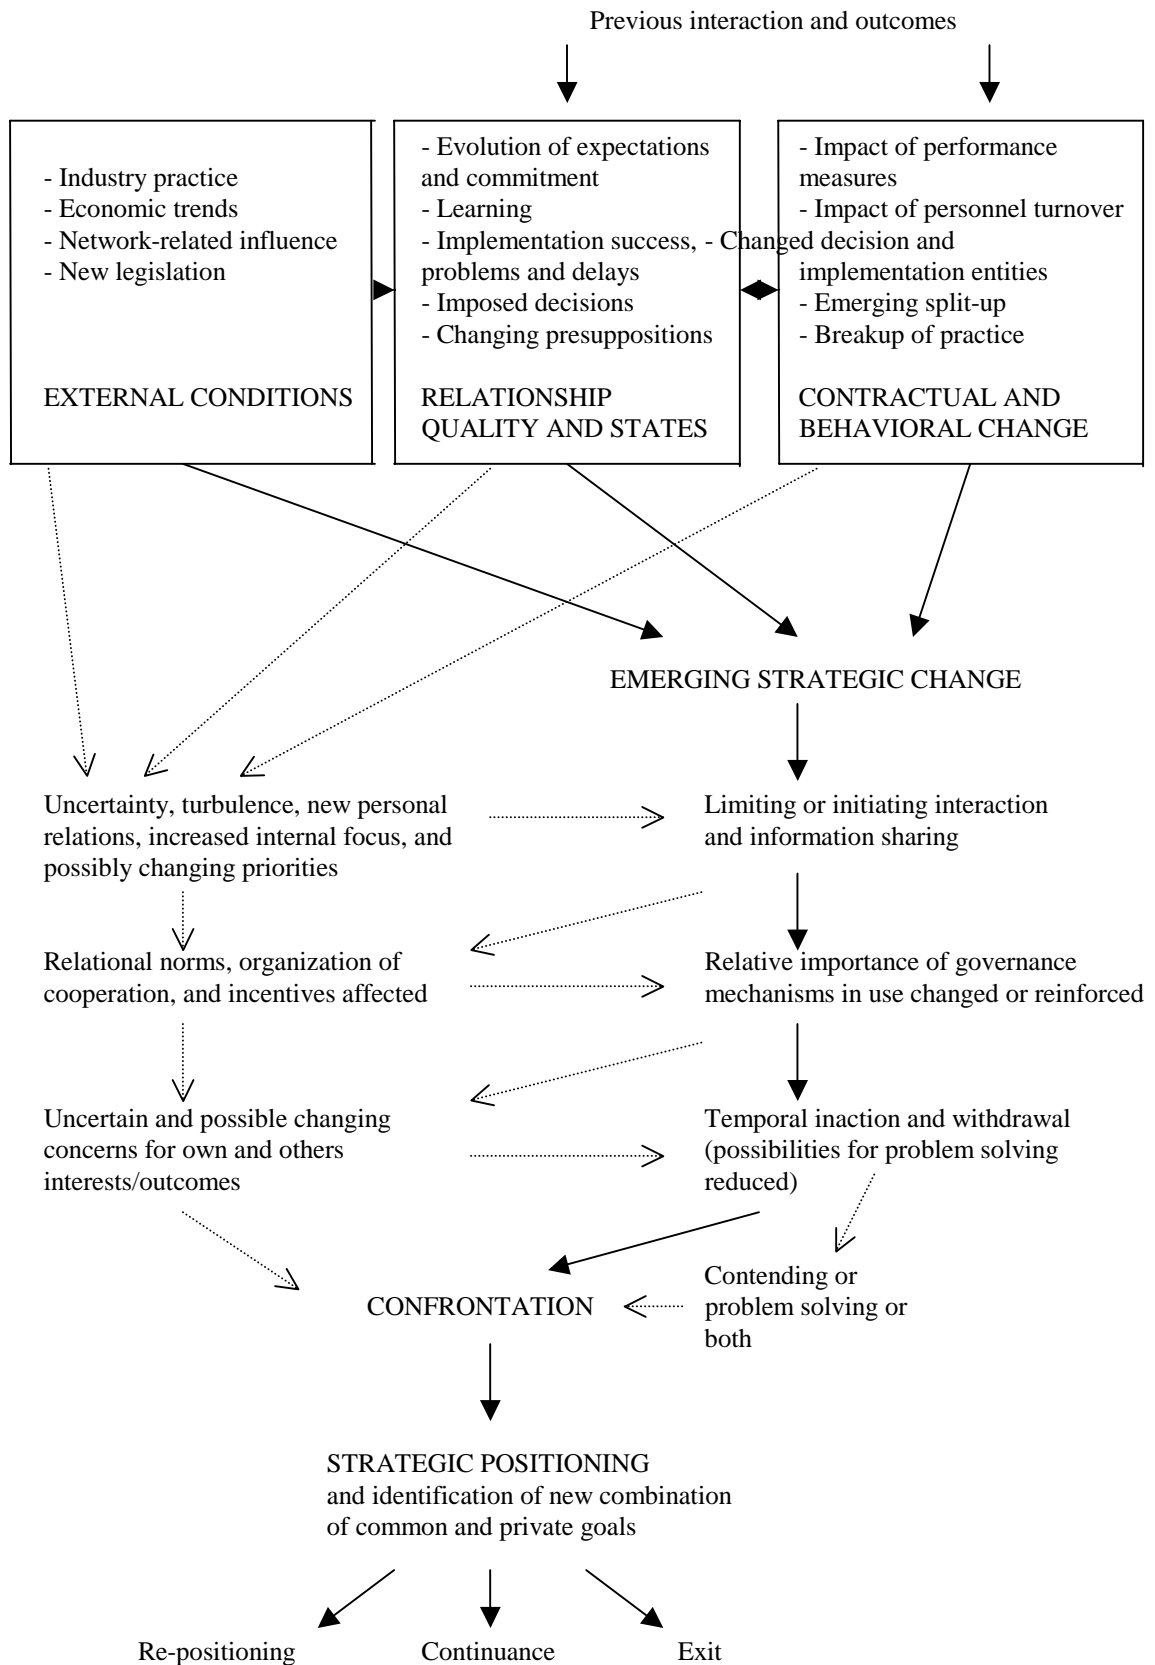 Previous interaction and outcomes
- Industry practice
- Economic trends
- Network-related influence
- New legislation
EXTERNAL CONDITIONS
- Evolution of expectations
and commitment
- Learning
- Implementation success,
problems and delays
- Imposed decisions
- Changing presuppositions
RELATIONSHIP
QUALITY AND STATES
- Impact of performance
measures
- Impact of personnel turnover
- Changed decision and
implementation entities
- Emerging split-up
- Breakup of practice
CONTRACTUAL AND
BEHAVIORAL CHANGE
EMERGING STRATEGIC CHANGE
Uncertainty, turbulence, new personal
relations, increased internal focus, and
possibly changing priorities
Limiting or initiating interaction
and information sharing
Relational norms, organization of
cooperation, and incentives affected
Relative importance of governance
mechanisms in use changed or reinforced
Uncertain and possible changing
concerns for own and others
interests/outcomes
Temporal inaction and withdrawal
(possibilities for problem solving
reduced)
CONFRONTATION
Contending or
problem solving or
both
STRATEGIC POSITIONING
and identification of new combination
of common and private goals
Re-positioning
Continuance
Exit